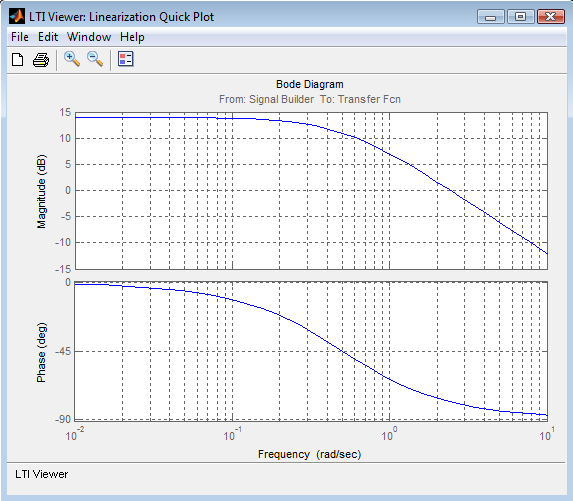 LTI Viewer: Linearization Quick Plot
File Edit Window Help
Bode Diagram
From: Signal Builder To: Transfer Fcn
Magnitude (dB)
15
10
5
0
-5
-10
-15
Phase (deg)
0
-45
-90
10^-2
10^-1
10^0
10^1
Frequency (rad/sec)
LTI Viewer